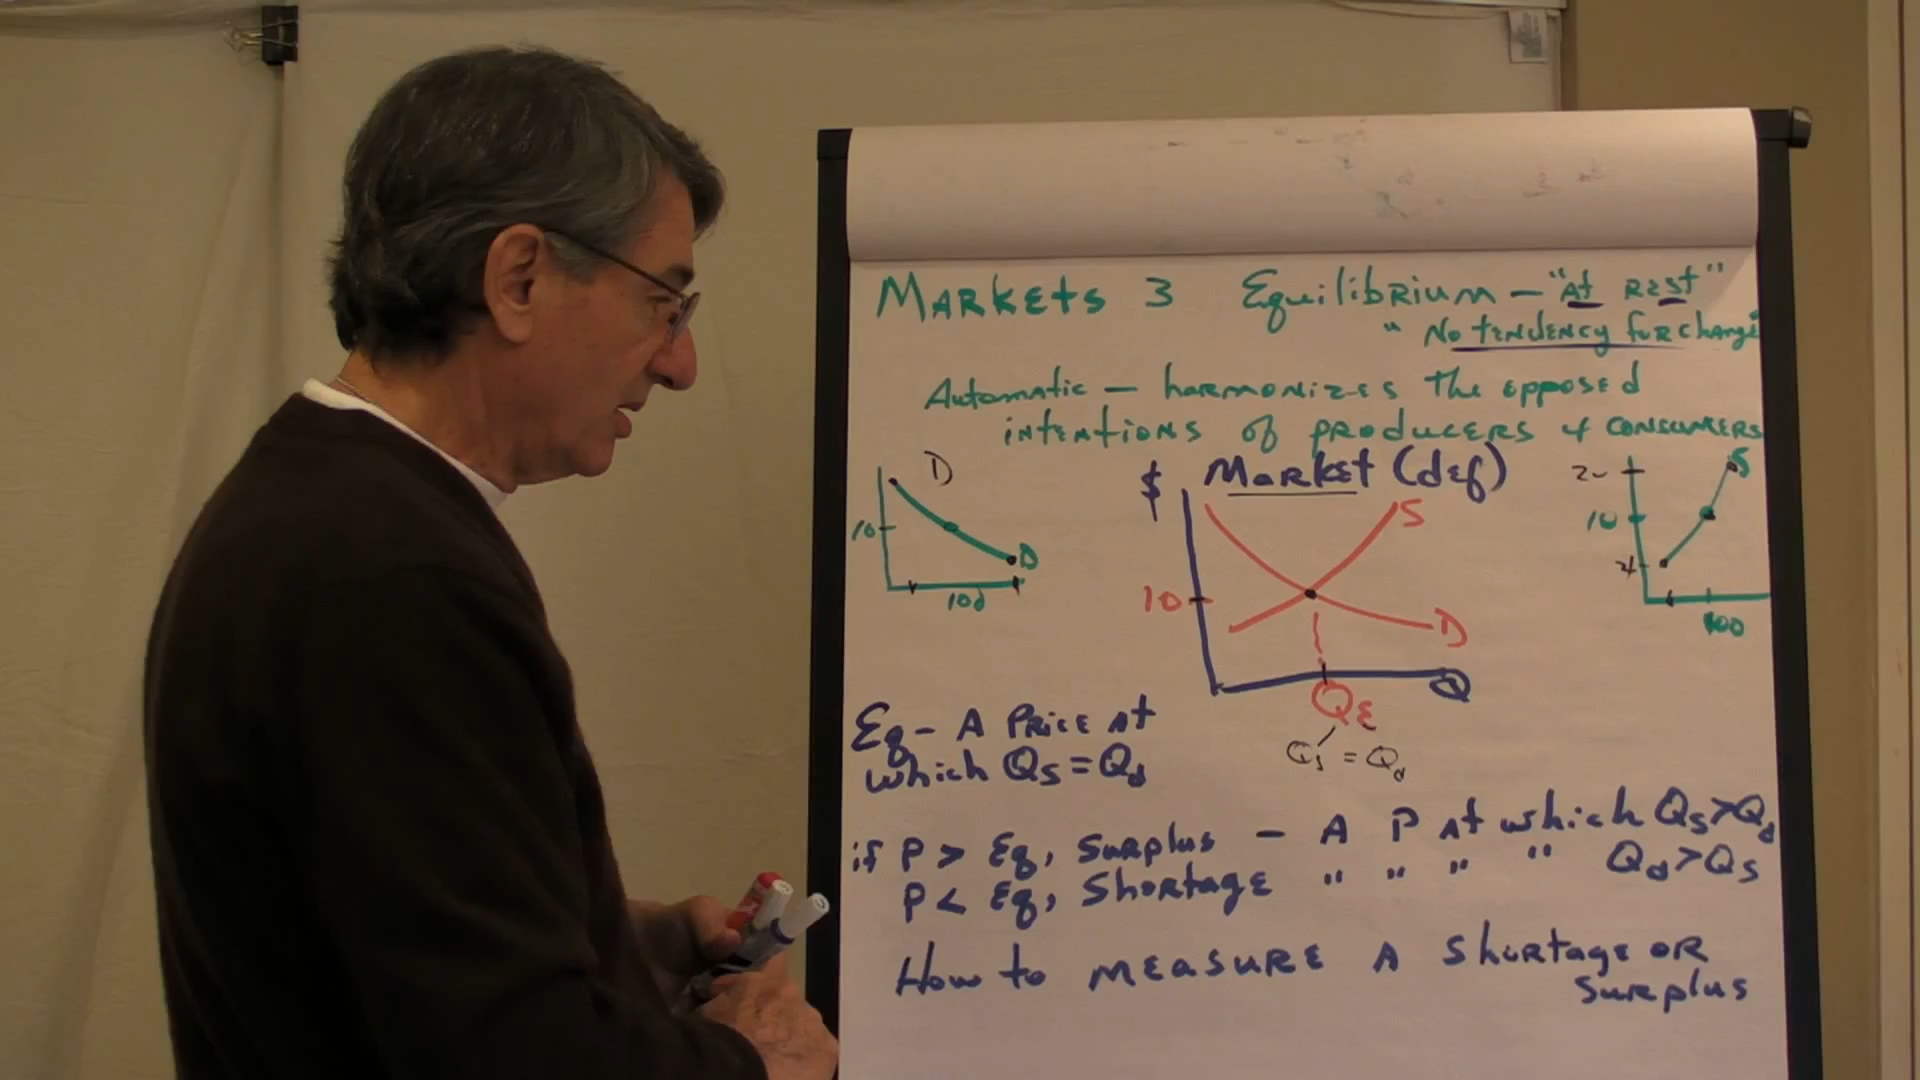 Markets 3 Equilibrium — "At Rest"
" No tendency for change"
Automatic — harmonizes the opposed
intentions of producers & consumers
$ Market (def)
D
10
D
100
S
10
D
Q
QE
Qs = Qd
S
10
4
100
Eq - A Price at
which Qs = Qd
if P > Eq, Surplus - A P At which Qs > Qd
P < Eq, Shortage " " " " Qd > Qs
How to measure A Shortage OR
Surplus